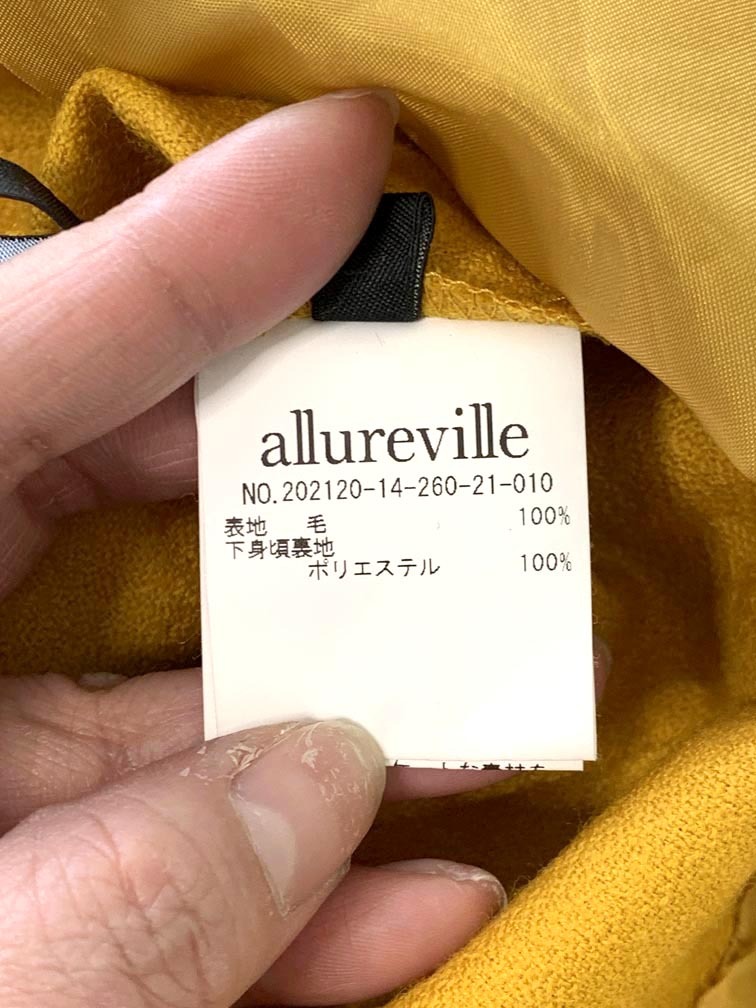 allureville
NO.202120-14-260-21-010
表地 毛 100%
下身頃裏地
ポリエステル 100%